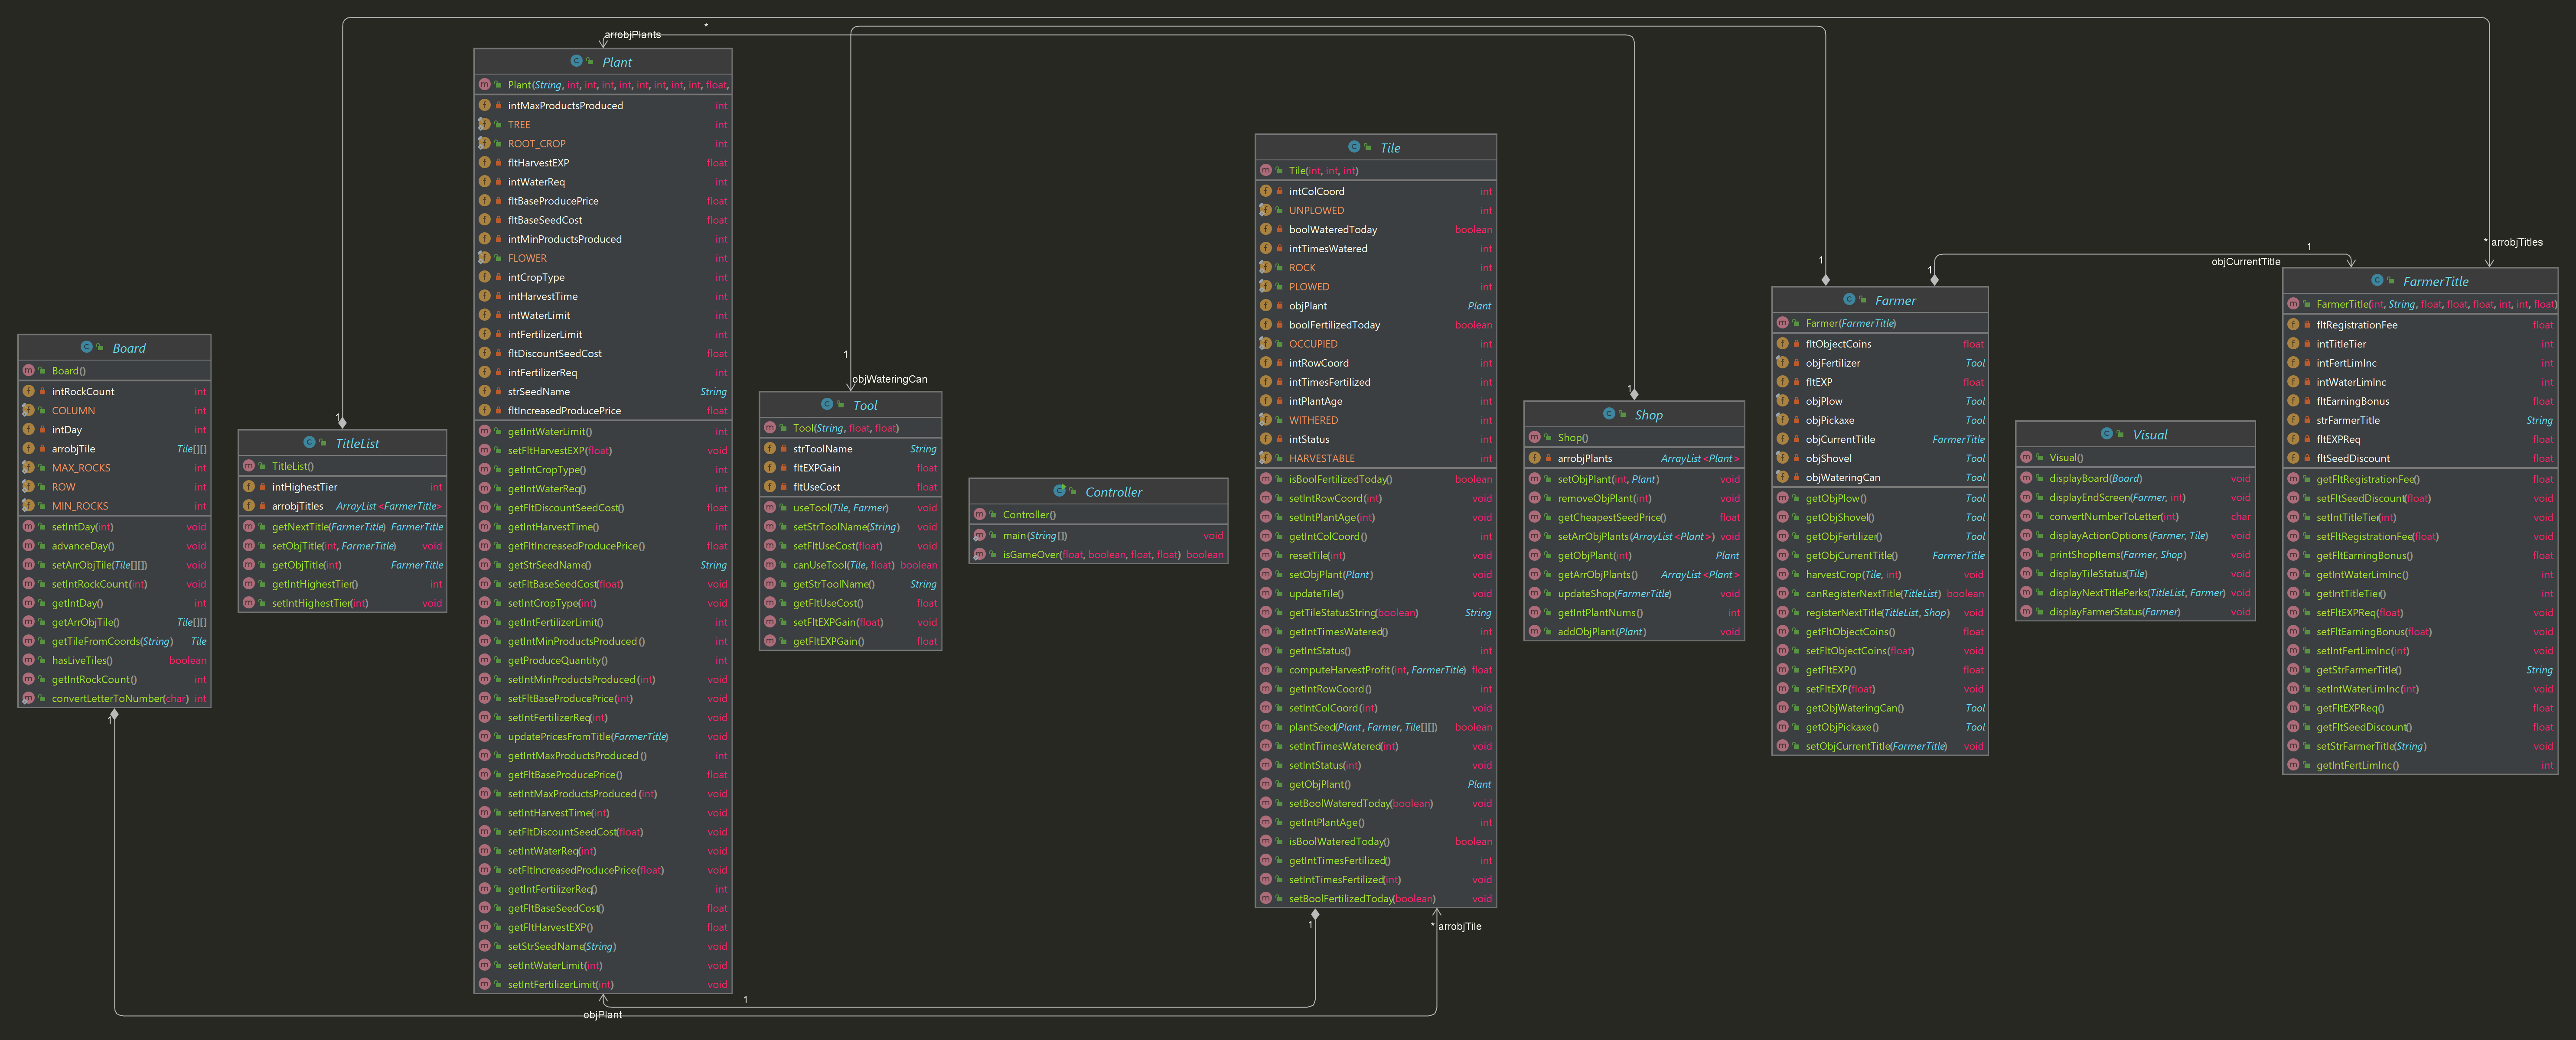 *
arrobjPlants
Plant
Plant(String, int, int, int, int, int, int, int, int, float,
intMaxProductsProduced int
TREE int
ROOT_CROP int
fltHarvestEXP float
intWaterReq int
fltBaseProducePrice float
fltBaseSeedCost float
intMinProductsProduced int
FLOWER int
intCropType int
intHarvestTime int
intWaterLimit int
intFertilizerLimit int
fltDiscountSeedCost float
intFertilizerReq int
strSeedName String
fltIncreasedProducePrice float
getIntWaterLimit() int
setFltHarvestEXP(float) void
getIntCropType() int
getIntWaterReq() int
getFltDiscountSeedCost() float
getIntHarvestTime() int
getFltIncreasedProducePrice() float
getStrSeedName() String
setFltBaseSeedCost(float) void
setIntCropType(int) void
getIntFertilizerLimit() int
getIntMinProductsProduced() int
getProduceQuantity() int
setIntMinProductsProduced(int) void
setFltBaseProducePrice(int) void
setIntFertilizerReq(int) void
updatePricesFromTitle(FarmerTitle) void
getIntMaxProductsProduced() int
getFltBaseProducePrice() float
setIntMaxProductsProduced(int) void
setIntHarvestTime(int) void
setFltDiscountSeedCost(float) void
setIntWaterReq(int) void
setFltIncreasedProducePrice(float) void
getIntFertilizerReq() int
getFltBaseSeedCost() float
getFltHarvestEXP() float
setStrSeedName(String) void
setIntWaterLimit(int) void
setIntFertilizerLimit(int) void
1
objPlant
Board
Board()
intRockCount int
COLUMN int
intDay int
arrobjTile Tile[][]
MAX_ROCKS int
ROW int
MIN_ROCKS int
setIntDay(int) void
advanceDay() void
setArrObjTile(Tile[][]) void
setIntRockCount(int) void
getIntDay() int
getArrObjTile() Tile[][]
getTileFromCoords(String) Tile
hasLiveTiles() boolean
getIntRockCount() int
convertLetterToNumber(char) int
1
1
TitleList
TitleList()
intHighestTier int
arrobjTitles ArrayList<FarmerTitle>
getNextTitle(FarmerTitle) FarmerTitle
setObjTitle(int, FarmerTitle) void
getObjTitle(int) FarmerTitle
getIntHighestTier() int
setIntHighestTier(int) void
1
objWateringCan
Tool
Tool(String, float, float)
strToolName String
fltEXPGain float
fltUseCost float
useTool(Tile, Farmer) void
setStrToolName(String) void
setFltUseCost(float) void
canUseTool(Tile, float) boolean
getStrToolName() String
getFltUseCost() float
setFltEXPGain(float) void
getFltEXPGain() float
Controller
Controller()
main(String[]) void
isGameOver(float, boolean, float, float) boolean
Tile
Tile(int, int, int)
intColCoord int
UNPLOWED int
boolWateredToday boolean
intTimesWatered int
ROCK int
PLOWED int
objPlant Plant
boolFertilizedToday boolean
OCCUPIED int
intRowCoord int
intTimesFertilized int
intPlantAge int
WITHERED int
intStatus int
HARVESTABLE int
isBoolFertilizedToday() boolean
setIntRowCoord(int) void
setIntPlantAge(int) void
getIntColCoord() int
resetTile(int) void
setObjPlant(Plant) void
updateTile() void
getTileStatusString(boolean) String
getIntTimesWatered() int
getIntStatus() int
computeHarvestProfit(int, FarmerTitle) float
getIntRowCoord() int
setIntColCoord(int) void
plantSeed(Plant, Farmer, Tile[][]) boolean
setIntTimesWatered(int) void
setIntStatus(int) void
getObjPlant() Plant
setBoolWateredToday(boolean) void
getIntPlantAge() int
isBoolWateredToday() boolean
getIntTimesFertilized() int
setIntTimesFertilized(int) void
setBoolFertilizedToday(boolean) void
1
* arrobjTile
1
Shop
Shop()
arrobjPlants ArrayList<Plant>
setObjPlant(int, Plant) void
removeObjPlant(int) void
getCheapestSeedPrice() float
setArrObjPlants(ArrayList<Plant>) void
getObjPlant(int) Plant
getArrObjPlants() ArrayList<Plant>
updateShop(FarmerTitle) void
getIntPlantNums() int
addObjPlant(Plant) void
1
1
Farmer
Farmer(FarmerTitle)
fltObjectCoins float
objFertilizer Tool
fltEXP float
objPlow Tool
objPickaxe Tool
objCurrentTitle FarmerTitle
objShovel Tool
objWateringCan Tool
getObjPlow() Tool
getObjShovel() Tool
getObjFertilizer() Tool
getObjCurrentTitle() FarmerTitle
harvestCrop(Tile, int) void
canRegisterNextTitle(TitleList) boolean
registerNextTitle(TitleList, Shop) void
getFltObjectCoins() float
setFltObjectCoins(float) void
getFltEXP() float
setFltEXP(float) void
getObjWateringCan() Tool
getObjPickaxe() Tool
setObjCurrentTitle(FarmerTitle) void
Visual
Visual()
displayBoard(Board) void
displayEndScreen(Farmer, int) void
convertNumberToLetter(int) char
displayActionOptions(Farmer, Tile) void
printShopItems(Farmer, Shop) void
displayTileStatus(Tile) void
displayNextTitlePerks(TitleList, Farmer) void
displayFarmerStatus(Farmer) void
1
objCurrentTitle
* arrobjTitles
FarmerTitle
FarmerTitle(int, String, float, float, float, int, int, float)
fltRegistrationFee float
intTitleTier int
intFertLimInc int
intWaterLimInc int
fltEarningBonus float
strFarmerTitle String
fltEXPReq float
fltSeedDiscount float
getFltRegistrationFee() float
setFltSeedDiscount(float) void
setIntTitleTier(int) void
setFltRegistrationFee(float) void
getFltEarningBonus() float
getIntWaterLimInc() int
getIntTitleTier() int
setFltEXPReq(float) void
setFltEarningBonus(float) void
setIntFertLimInc(int) void
getStrFarmerTitle() String
setIntWaterLimInc(int) void
getFltEXPReq() float
getFltSeedDiscount() float
setStrFarmerTitle(String) void
getIntFertLimInc() int